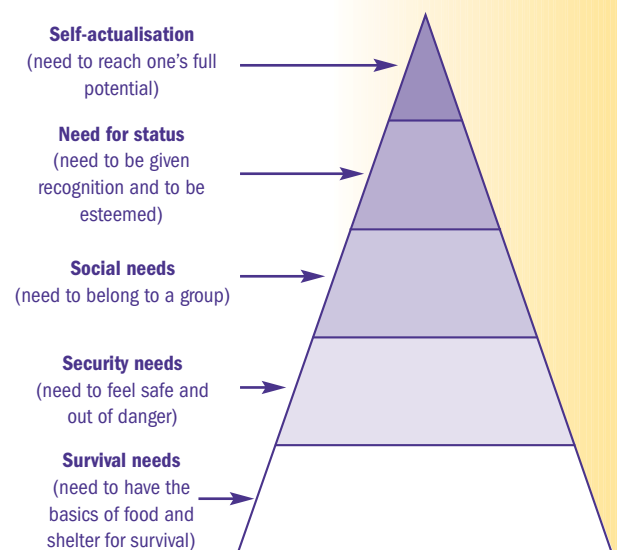 Self-actualisation
(need to reach one's full
potential)
Need for status
(need to be given
recognition and to be
esteemed)
Social needs
(need to belong to a group)
Security needs
(need to feel safe and
out of danger)
Survival needs
(need to have the
basics of food and
shelter for survival)